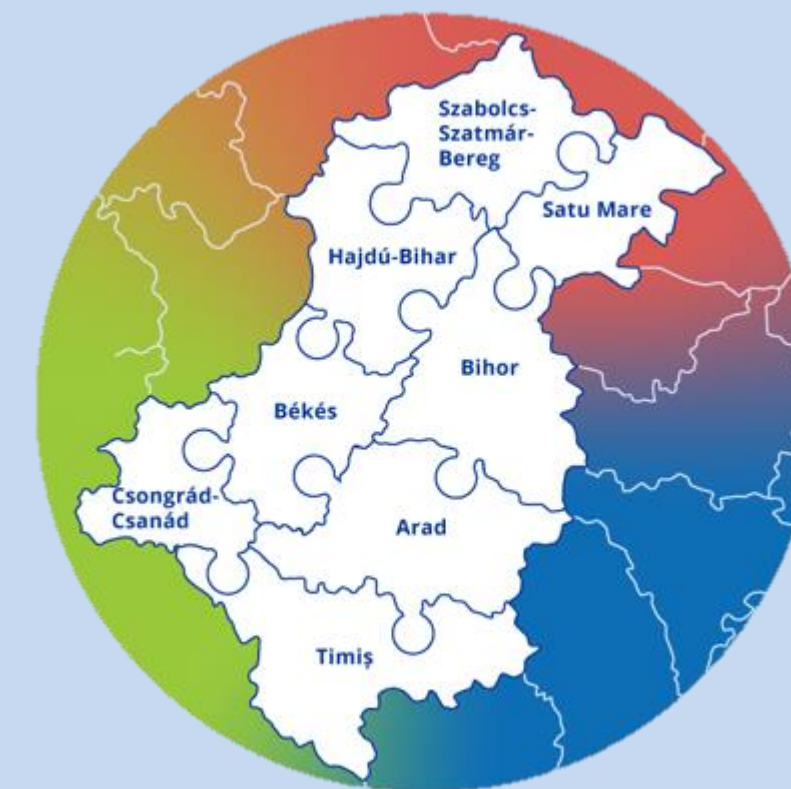 Szabolcs-
Szatmár-
Bereg
Satu Mare
Hajdú-Bihar
Bihor
Békés
Csongrád-
Csanád
Arad
Timiș